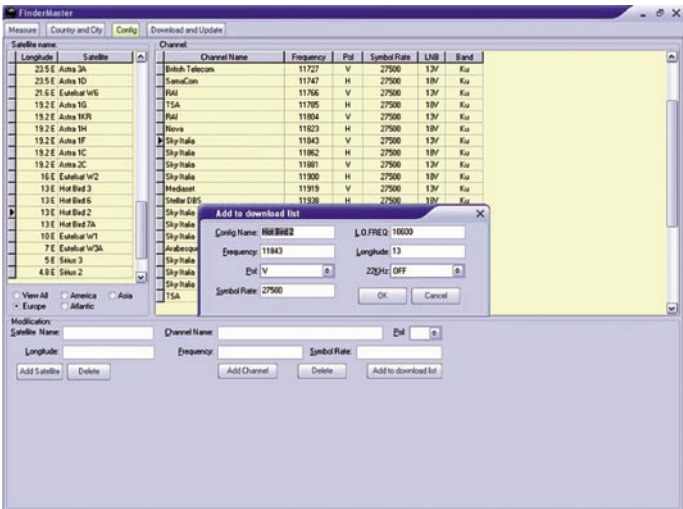 FinderMaster
Measure Country and City Config Download and Update
Satellite name:
Longitude Satellite
23.5 E Astra 3A
23.5 E Astra 1D
21.6 E Eutelsat W6
19.2 E Astra 1G
19.2 E Astra 1KR
19.2 E Astra 1H
19.2 E Astra 1F
19.2 E Astra 1C
19.2 E Astra 2C
16 E Eutelsat W2
13 E Hot Bird 3
13 E Hot Bird 6
13 E Hot Bird 2
13 E Hot Bird 7A
10 E Eutelsat W1
7 E Eutelsat W3A
5 E Sirius 3
4.8 E Sirius 2
View All America Asia
Europe Atlantic
Channel:
Channel Name Frequency Pol Symbol Rate LNB Band
British Telecom 11727 V 27500 13V Ku
SamaCom 11747 H 27500 18V Ku
RAI 11766 V 27500 13V Ku
TSA 11785 H 27500 18V Ku
RAI 11804 V 27500 13V Ku
Nova 11823 H 27500 18V Ku
Sky Italia 11843 V 27500 13V Ku
Sky Italia 11862 H 27500 18V Ku
Sky Italia 11881 V 27500 13V Ku
Sky Italia 11900 H 27500 18V Ku
Mediaset 11919 V 27500 13V Ku
Stellar DBS 11938 H 27500 18V Ku
Sky Italia
Sky Italia
Sky Italia
Arabesque
Sky Italia
Sky Italia
Sky Italia
TSA
Add to download list
Config Name: Hot Bird 2 L.O.FREQ: 10600
Frequency: 11843 Longitude: 13
Pol: V 22KHz: OFF
Symbol Rate: 27500 OK Cancel
Modification:
Satellite Name: Channel Name: Pol:
Longitude: Frequency: Symbol Rate:
Add Satellite Delete Add Channel Delete Add to download list